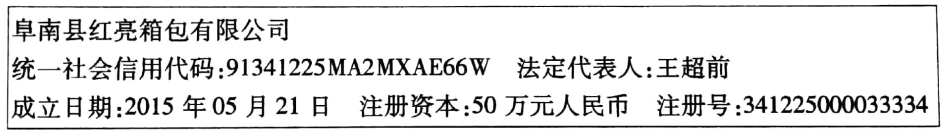 阜南县红亮箱包有限公司
统一社会信用代码:91341225MA2MXAE66W 法定代表人:王超前
成立日期:2015 年 05 月 21 日 注册资本:50 万元人民币 注册号:341225000033334